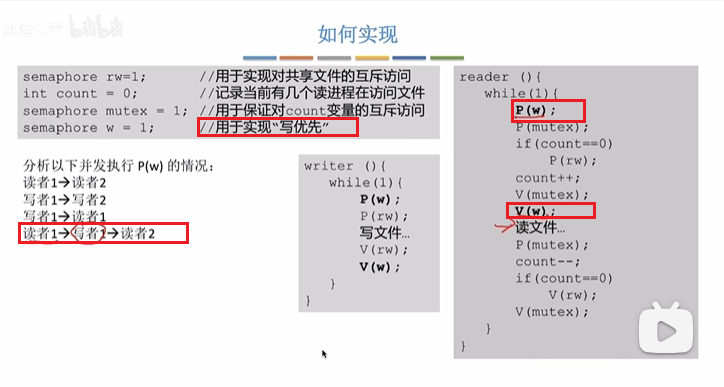 如何实现
semaphore rw=1; //用于实现对共享文件的互斥访问
int count = 0; //记录当前有几个读进程在访问文件
semaphore mutex = 1; //用于保证对count变量的互斥访问
semaphore w = 1; //用于实现“写优先”
分析以下并发执行 P(w) 的情况：
读者1→读者2
写者1→写者2
写者1→读者1
读者1→写者1→读者2
writer (){
while(1){
P(w);
P(rw);
写文件…
V(rw);
V(w);
}
}
reader (){
while(1){
P(w);
P(mutex);
if(count==0)
P(rw);
count++;
V(mutex);
V(w);
读文件…
P(mutex);
count--;
if(count==0)
V(rw);
V(mutex);
}
}